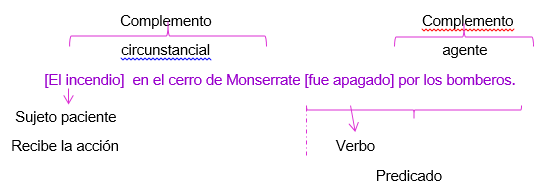 Complemento Complemento
circunstancial agente
[El incendio] en el cerro de Monserrate [fue apagado] por los bomberos.
Sujeto paciente
Recibe la acción Verbo
Predicado